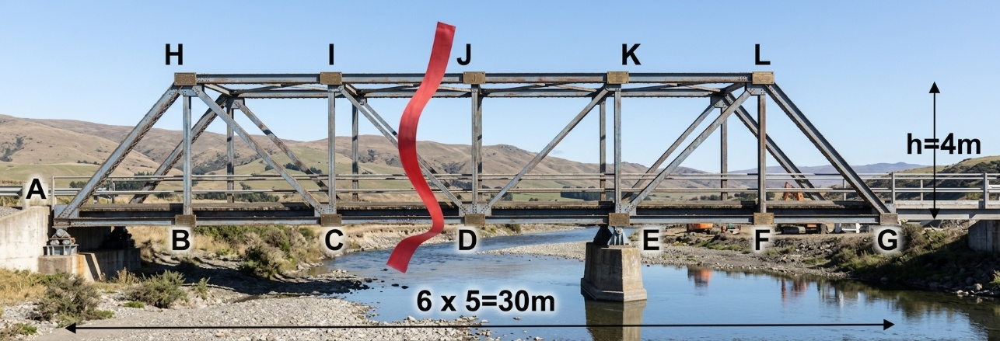 H I J K L
h=4m
A
B C D E F G
6 x 5=30m